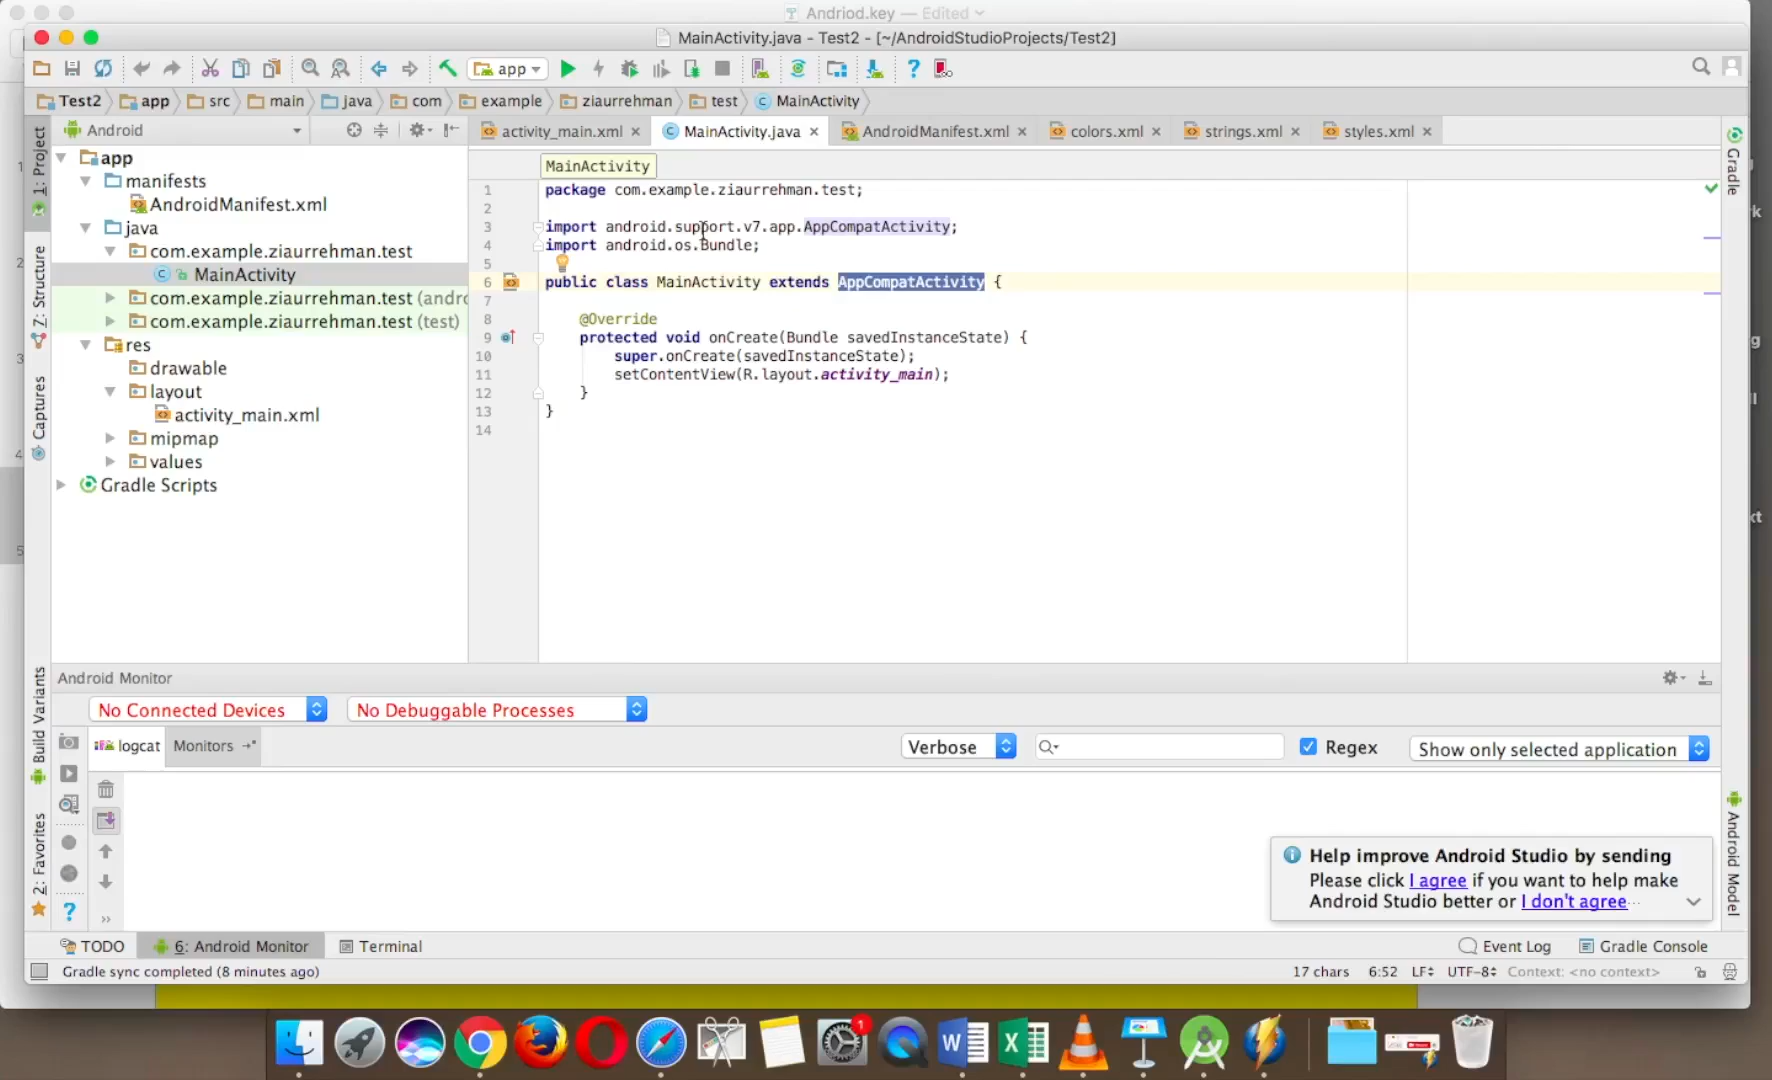 Andriod.key — Edited
MainActivity.java - Test2 - [~/AndroidStudioProjects/Test2]
app
Test2 app src main java com example ziaurrehman test MainActivity
Android
activity_main.xml MainActivity.java AndroidManifest.xml colors.xml strings.xml styles.xml
1: Project
Z: Structure
Captures
Build Variants
2: Favorites
app
manifests
AndroidManifest.xml
java
com.example.ziaurrehman.test
MainActivity
com.example.ziaurrehman.test (andro
com.example.ziaurrehman.test (test)
res
drawable
layout
activity_main.xml
mipmap
values
Gradle Scripts
MainActivity
1 package com.example.ziaurrehman.test;
2
3 import android.support.v7.app.AppCompatActivity;
4 import android.os.Bundle;
5
6 public class MainActivity extends AppCompatActivity {
7
8 @Override
9 protected void onCreate(Bundle savedInstanceState) {
10 super.onCreate(savedInstanceState);
11 setContentView(R.layout.activity_main);
12 }
13 }
14
Gradle
Android Model
Android Monitor
No Connected Devices No Debuggable Processes
logcat Monitors Verbose Regex Show only selected application
Help improve Android Studio by sending
Please click I agree if you want to help make
Android Studio better or I don't agree
TODO 6: Android Monitor Terminal Event Log Gradle Console
Gradle sync completed (8 minutes ago) 17 chars 6:52 LF UTF-8 Context: <no context>
1